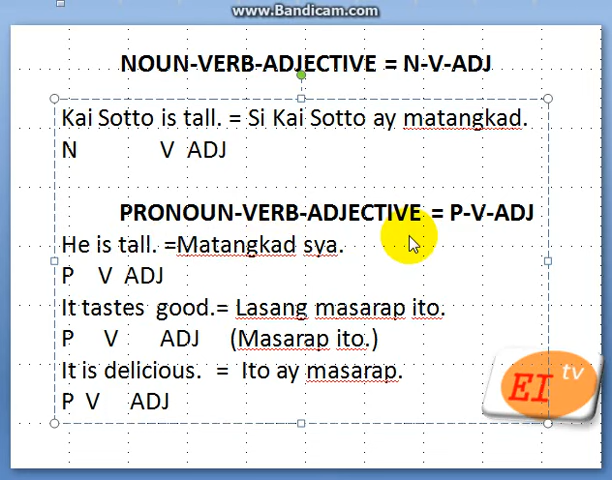 www.Bandicam.com
NOUN-VERB-ADJECTIVE = N-V-ADJ
Kai Sotto is tall. = Si Kai Sotto ay matangkad.
N V ADJ
PRONOUN-VERB-ADJECTIVE = P-V-ADJ
He is tall. =Matangkad sya.
P V ADJ
It tastes good.= Lasang masarap ito.
P V ADJ (Masarap ito.)
It is delicious. = Ito ay masarap.
P V ADJ
EI tv